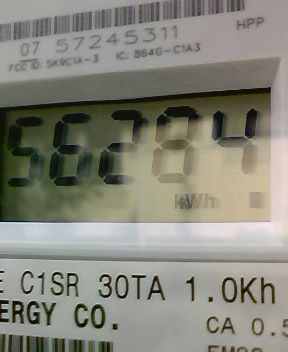 HPP
07 57245311
FCC ID: SK9C1A-3 IC: 864G-C1A3
56284
kWh
C1SR 30TA 1.0Kh
ERGY CO.
CA 0.5